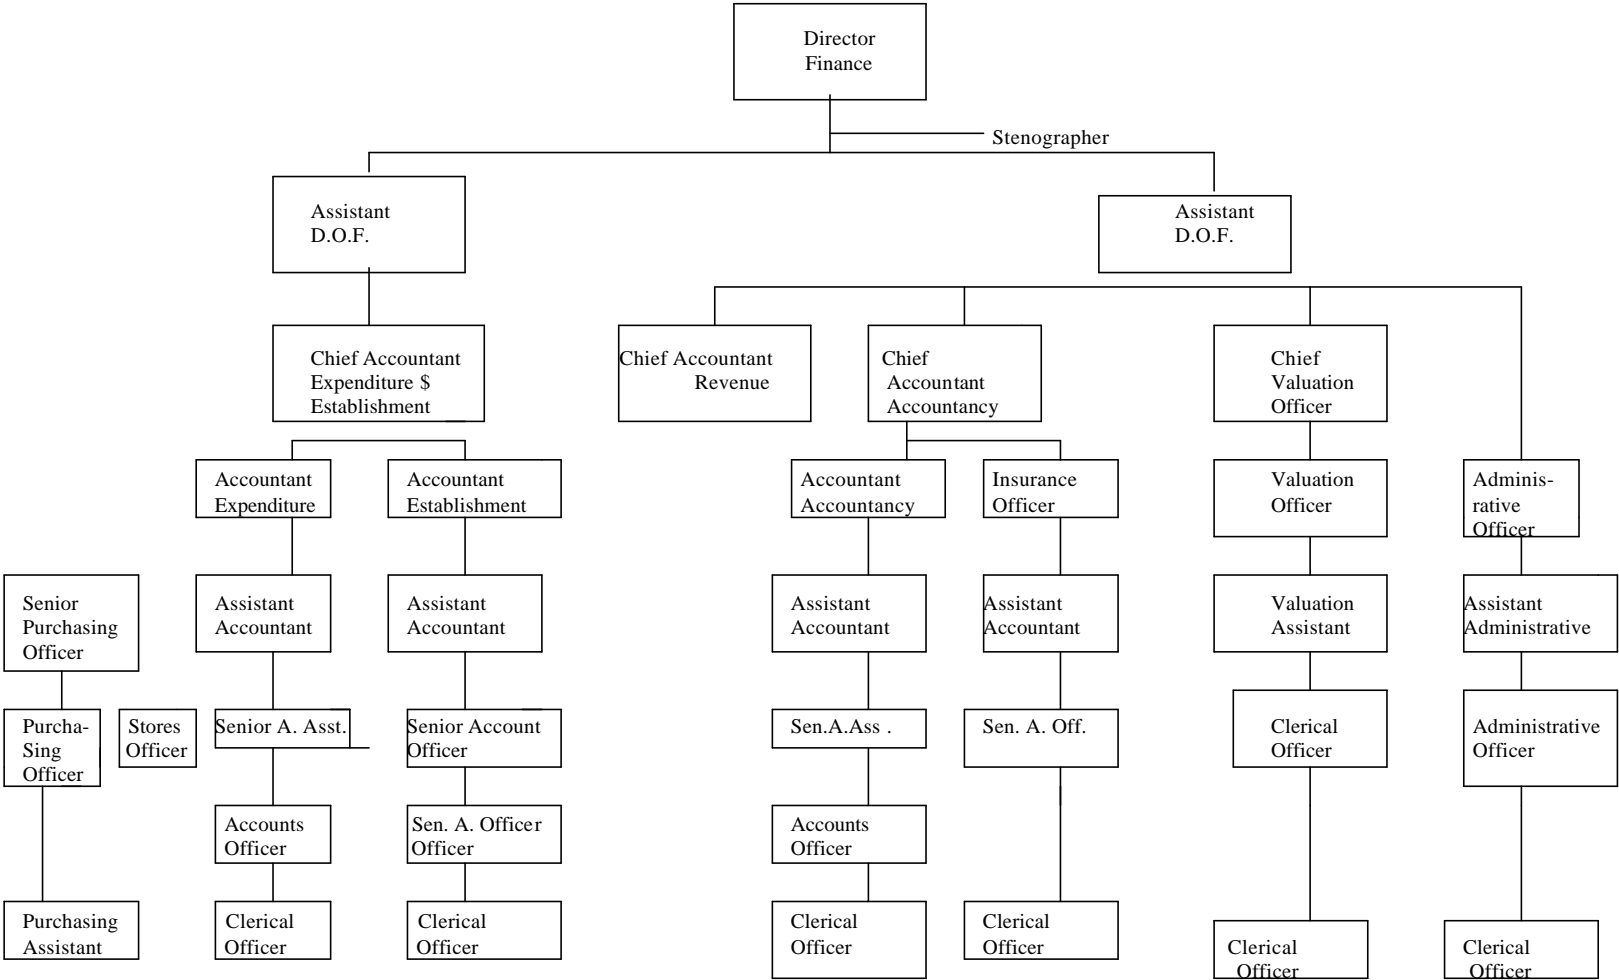 Director
Finance
Stenographer
Assistant
D.O.F.
Assistant
D.O.F.
Chief Accountant
Expenditure $
Establishment
Chief Accountant
Revenue
Chief
Accountant
Accountancy
Chief
Valuation
Officer
Accountant
Expenditure
Accountant
Establishment
Accountant
Accountancy
Insurance
Officer
Valuation
Officer
Adminis-
rative
Officer
Senior
Purchasing
Officer
Assistant
Accountant
Assistant
Accountant
Assistant
Accountant
Assistant
Accountant
Valuation
Assistant
Assistant
Administrative
Purcha-
Sing
Officer
Stores
Officer
Senior A. Asst.
Senior Account
Officer
Sen.A.Ass .
Sen. A. Off.
Clerical
Officer
Administrative
Officer
Accounts
Officer
Sen. A. Officer
Officer
Accounts
Officer
Purchasing
Assistant
Clerical
Officer
Clerical
Officer
Clerical
Officer
Clerical
Officer
Clerical
Officer
Clerical
Officer